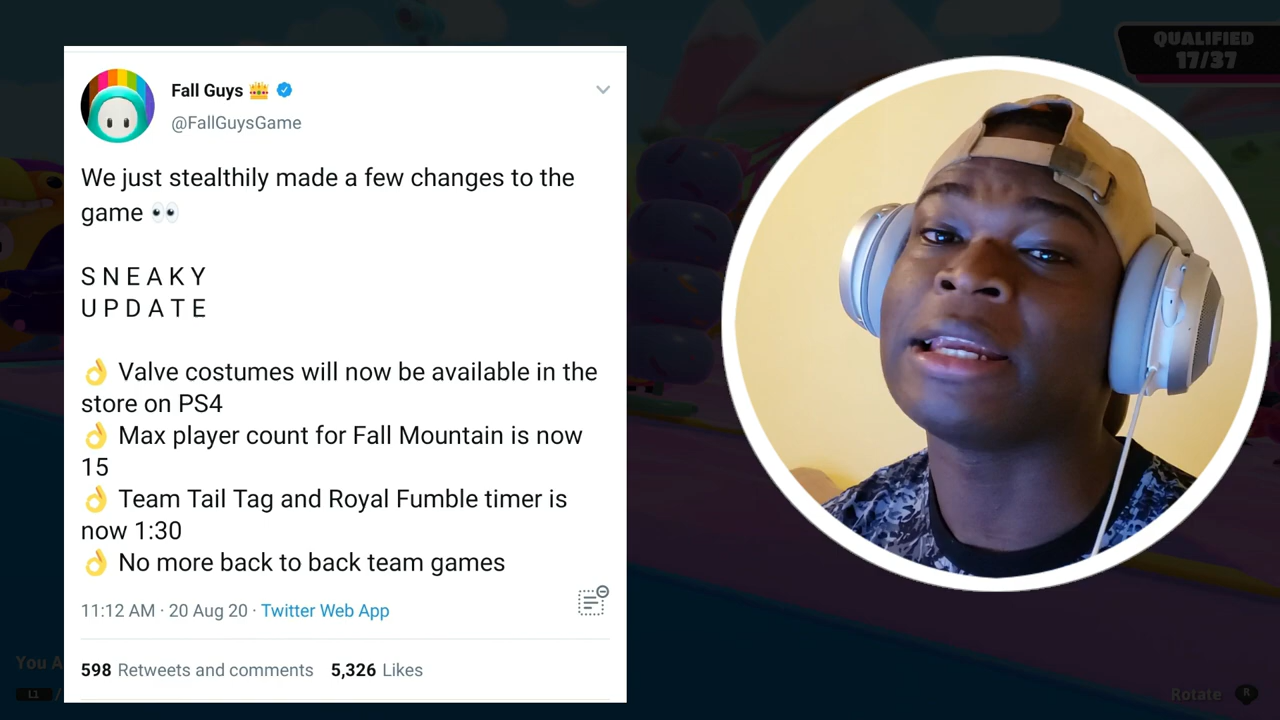 QUALIFIED
17/37
Fall Guys 👑
@FallGuysGame
We just stealthily made a few changes to the
game 👀
S N E A K Y
U P D A T E
👌 Valve costumes will now be available in the
store on PS4
👌 Max player count for Fall Mountain is now
15
👌 Team Tail Tag and Royal Fumble timer is
now 1:30
👌 No more back to back team games
11:12 AM · 20 Aug 20 · Twitter Web App
598 Retweets and comments 5,326 Likes
You A
L1 /
Rotate R